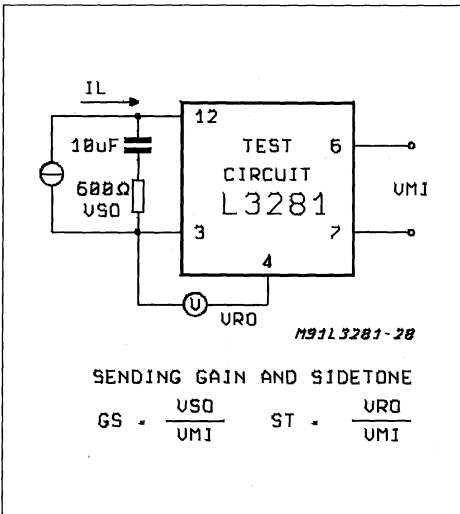 IL
12
10uF
TEST
6
CIRCUIT
600Ω
VSO
L3281
VMI
3
7
4
V
VRO
M91L3281-28
SENDING GAIN AND SIDETONE
GS = VSO / VMI ST = VRO / VMI